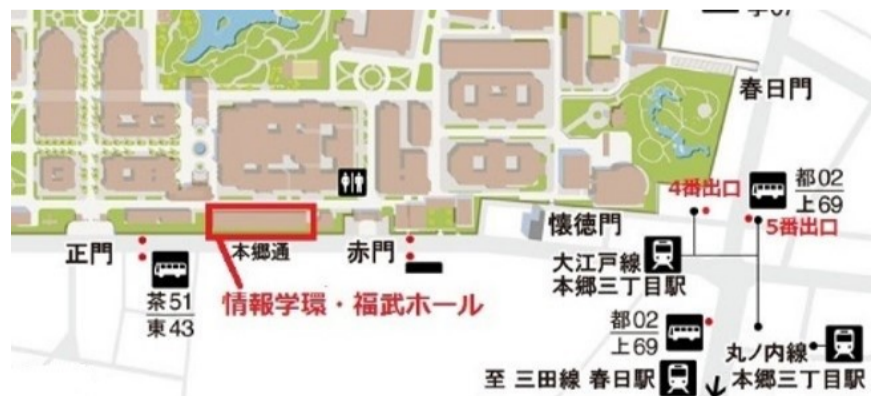 春日門
4番出口
都02
上69
5番出口
懐徳門
正門
本郷通
赤門
大江戸線
本郷三丁目駅
茶51
東43
情報学環・福武ホール
都02
上69
丸ノ内線
本郷三丁目駅
至 三田線 春日駅